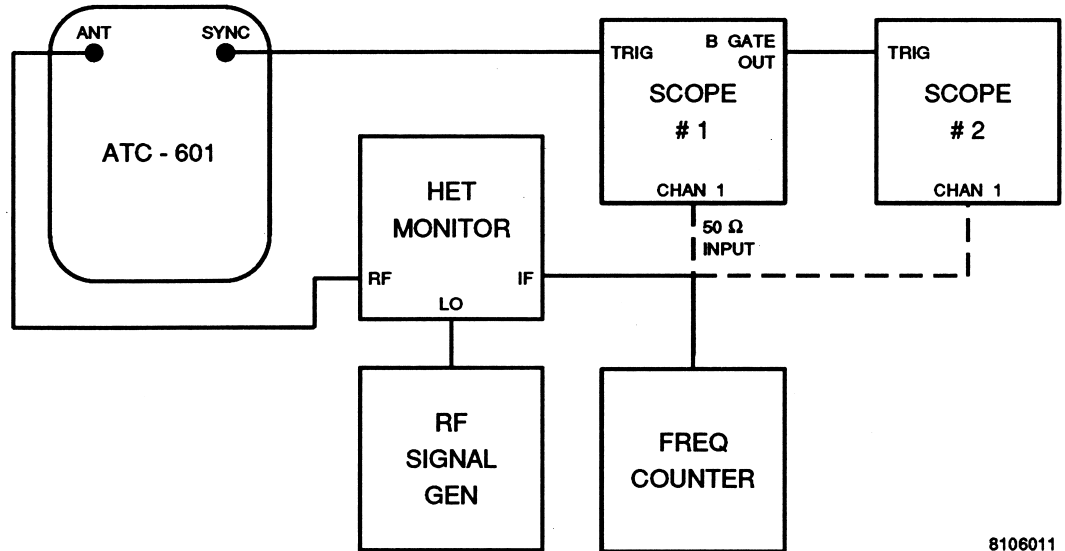 ANT
SYNC
ATC - 601
TRIG
B GATE
OUT
SCOPE
# 1
CHAN 1
TRIG
SCOPE
# 2
CHAN 1
50 Ω
INPUT
HET
MONITOR
RF
IF
LO
RF
SIGNAL
GEN
FREQ
COUNTER
8106011